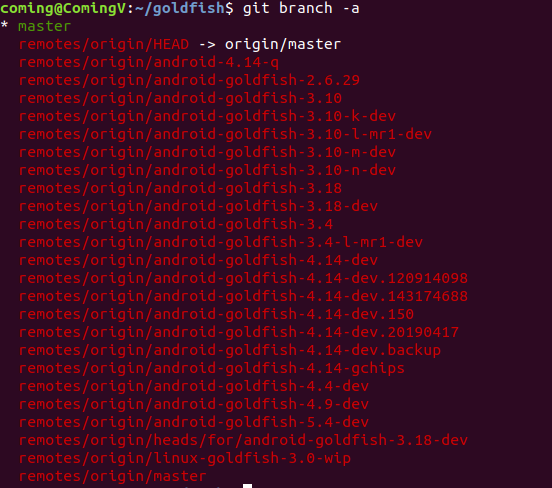 coming@ComingV:~/goldfish$ git branch -a
* master
remotes/origin/HEAD -> origin/master
remotes/origin/android-4.14-q
remotes/origin/android-goldfish-2.6.29
remotes/origin/android-goldfish-3.10
remotes/origin/android-goldfish-3.10-k-dev
remotes/origin/android-goldfish-3.10-l-mr1-dev
remotes/origin/android-goldfish-3.10-m-dev
remotes/origin/android-goldfish-3.10-n-dev
remotes/origin/android-goldfish-3.18
remotes/origin/android-goldfish-3.18-dev
remotes/origin/android-goldfish-3.4
remotes/origin/android-goldfish-3.4-l-mr1-dev
remotes/origin/android-goldfish-4.14-dev
remotes/origin/android-goldfish-4.14-dev.120914098
remotes/origin/android-goldfish-4.14-dev.143174688
remotes/origin/android-goldfish-4.14-dev.150
remotes/origin/android-goldfish-4.14-dev.20190417
remotes/origin/android-goldfish-4.14-dev.backup
remotes/origin/android-goldfish-4.14-gchips
remotes/origin/android-goldfish-4.4-dev
remotes/origin/android-goldfish-4.9-dev
remotes/origin/android-goldfish-5.4-dev
remotes/origin/heads/for/android-goldfish-3.18-dev
remotes/origin/linux-goldfish-3.0-wip
remotes/origin/master